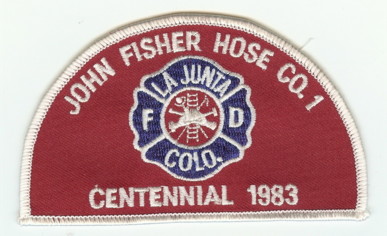 JOHN FISHER HOSE CO. 1
LA JUNTA
F D
COLO.
CENTENNIAL 1983